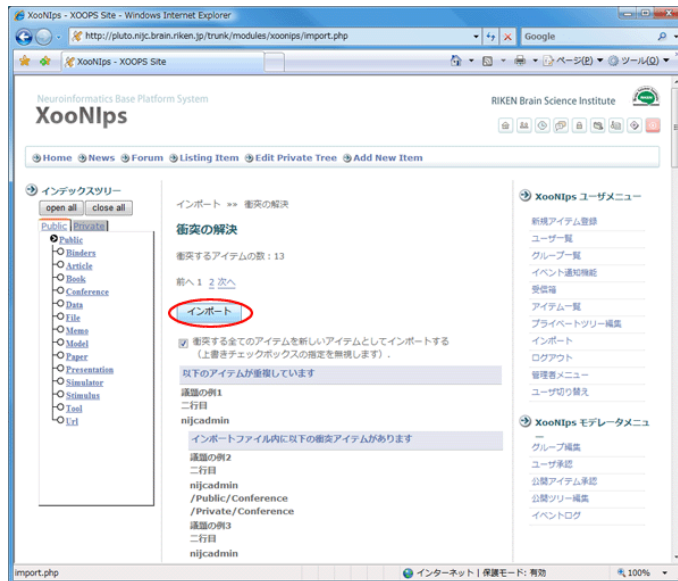 XooNIps - XOOPS Site - Windows Internet Explorer
http://pluto.nijc.brain.riken.jp/trunk/modules/xoonips/import.php
Google
XooNIps - XOOPS Site
ページ(P)
ツール(O)
Neuroinformatics Base Platform System
XooNIps
RIKEN Brain Science Institute
Home News Forum Listing Item Edit Private Tree Add New Item
インデックスツリー
open all close all
Public Private
Public
Binders
Article
Book
Conference
Data
File
Memo
Model
Paper
Presentation
Simulator
Stimulus
Tool
Url
インポート »» 衝突の解決
衝突の解決
衝突するアイテムの数 : 13
前へ 1 2 次へ
インポート
衝突する全てのアイテムを新しいアイテムとしてインポートする
(上書きチェックボックスの指定を無視します) .
以下のアイテムが重複しています
議題の例1
二行目
nijcadmin
インポートファイル内に以下の衝突アイテムがあります
議題の例2
二行目
nijcadmin
/Public/Conference
/Private/Conference
議題の例3
二行目
nijcadmin
XooNIps ユーザメニュー
新規アイテム登録
ユーザ一覧
グループ一覧
イベント通知機能
受信箱
アイテム一覧
プライベートツリー編集
インポート
ログアウト
管理者メニュー
ユーザ切り替え
XooNIps モデレータメニュ
ー
グループ編集
ユーザ承認
公開アイテム承認
公開ツリー編集
イベントログ
import.php
インターネット | 保護モード: 有効
100%